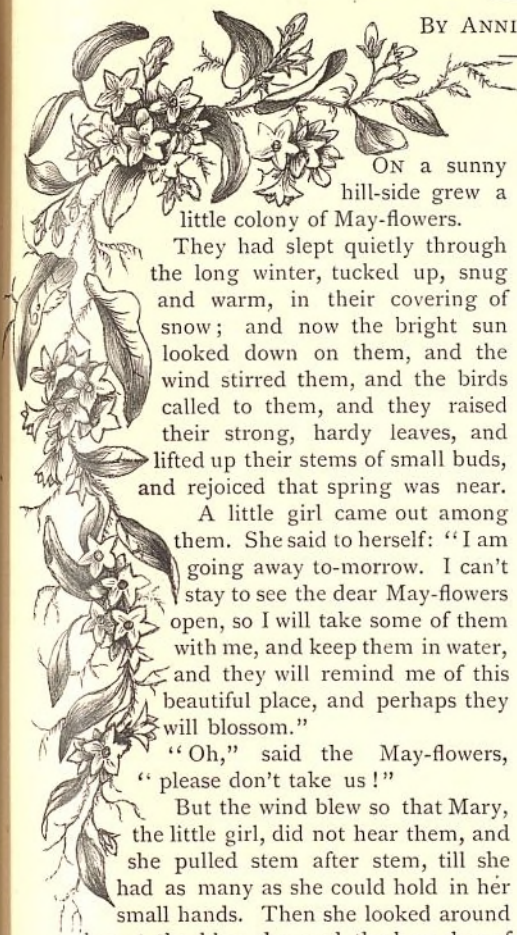 BY ANNI
ON a sunny
hill-side grew a
little colony of May-flowers.
They had slept quietly through
the long winter, tucked up, snug
and warm, in their covering of
snow; and now the bright sun
looked down on them, and the
wind stirred them, and the birds
called to them, and they raised
their strong, hardy leaves, and
lifted up their stems of small buds,
and rejoiced that spring was near.
A little girl came out among
them. She said to herself: "I am
going away to-morrow. I can't
stay to see the dear May-flowers
open, so I will take some of them
with me, and keep them in water,
and they will remind me of this
beautiful place, and perhaps they
will blossom."
"Oh," said the May-flowers,
"please don't take us!"
But the wind blew so that Mary,
the little girl, did not hear them, and
she pulled stem after stem, till she
had as many as she could hold in her
small hands. Then she looked around